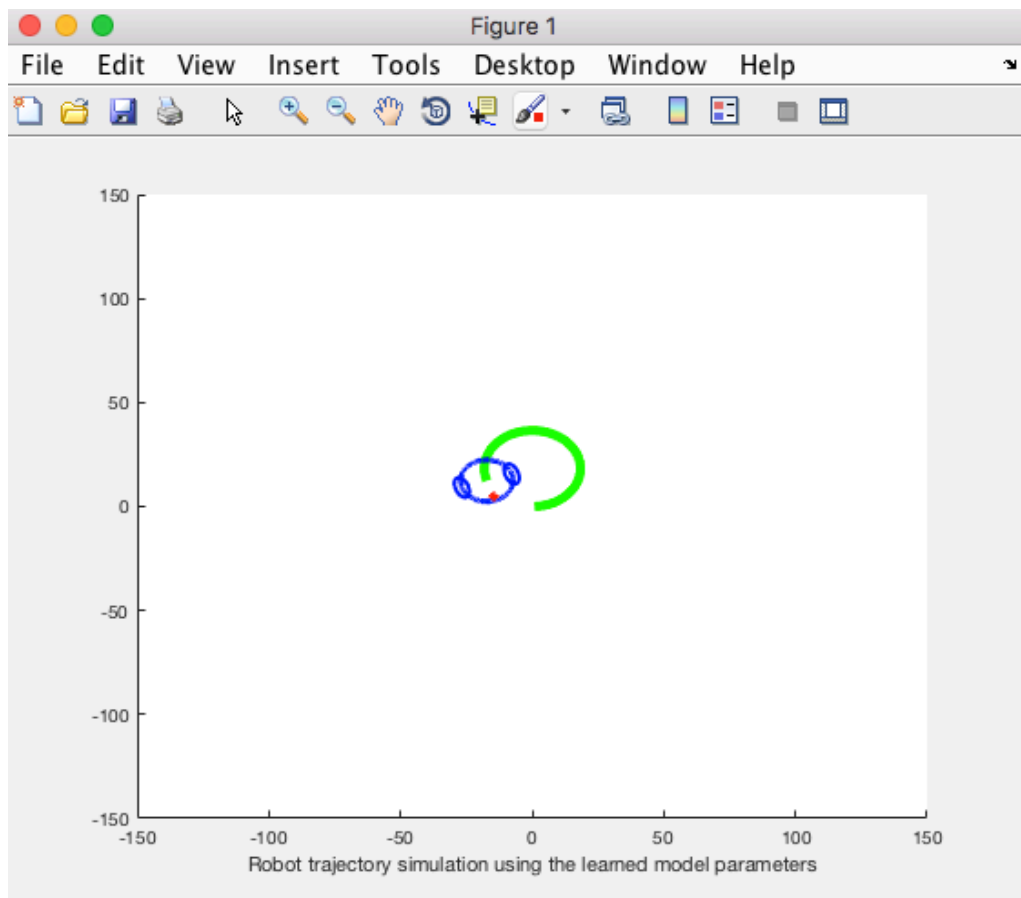 Figure 1
File Edit View Insert Tools Desktop Window Help
150
100
50
0
-50
-100
-150
-150 -100 -50 0 50 100 150
Robot trajectory simulation using the learned model parameters